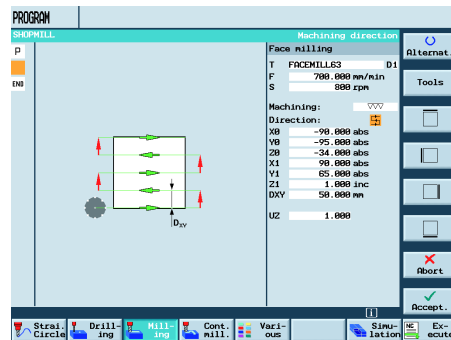 PROGRAM
SHOPMILL Machining direction
P
END
Face milling
T FACEMILL63 D1
F 700.000 mm/min
S 800 rpm
Machining: ▽▽▽
Direction:
X0 -90.000 abs
Y0 -95.000 abs
Z0 -34.000 abs
X1 90.000 abs
Y1 65.000 abs
Z1 1.000 inc
DXY 50.000 mm
UZ 1.000
DXY
Alternat.
Tools
Abort
Accept.
i
Strai. Circle
Drill- ing
Mill- ing
Cont. mill.
Vari- ous
Simu- lation
NC Ex- ecute